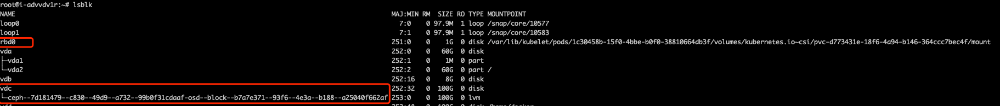 root@i-advvdv1r:~# lsblk
NAME MAJ:MIN RM SIZE RO TYPE MOUNTPOINT
loop0 7:0 0 97.9M 1 loop /snap/core/10577
loop1 7:1 0 97.9M 1 loop /snap/core/10583
rbd0 251:0 0 1G 0 disk /var/lib/kubelet/pods/1c30458b-15f0-4bbe-b0f0-38810664db3f/volumes/kubernetes.io~csi/pvc-d773431e-18f6-4a94-b146-364ccc7bec4f/mount
vda 252:0 0 60G 0 disk
├─vda1 252:1 0 1M 0 part
└─vda2 252:2 0 60G 0 part /
vdb 252:16 0 8G 0 disk
vdc 252:32 0 100G 0 disk
└─ceph--7d181479--c830--49d9--a732--99b0f31cdaaf-osd--block--b7a7e371--93f6--4e3a--b188--a25040f662af 253:0 0 100G 0 lvm